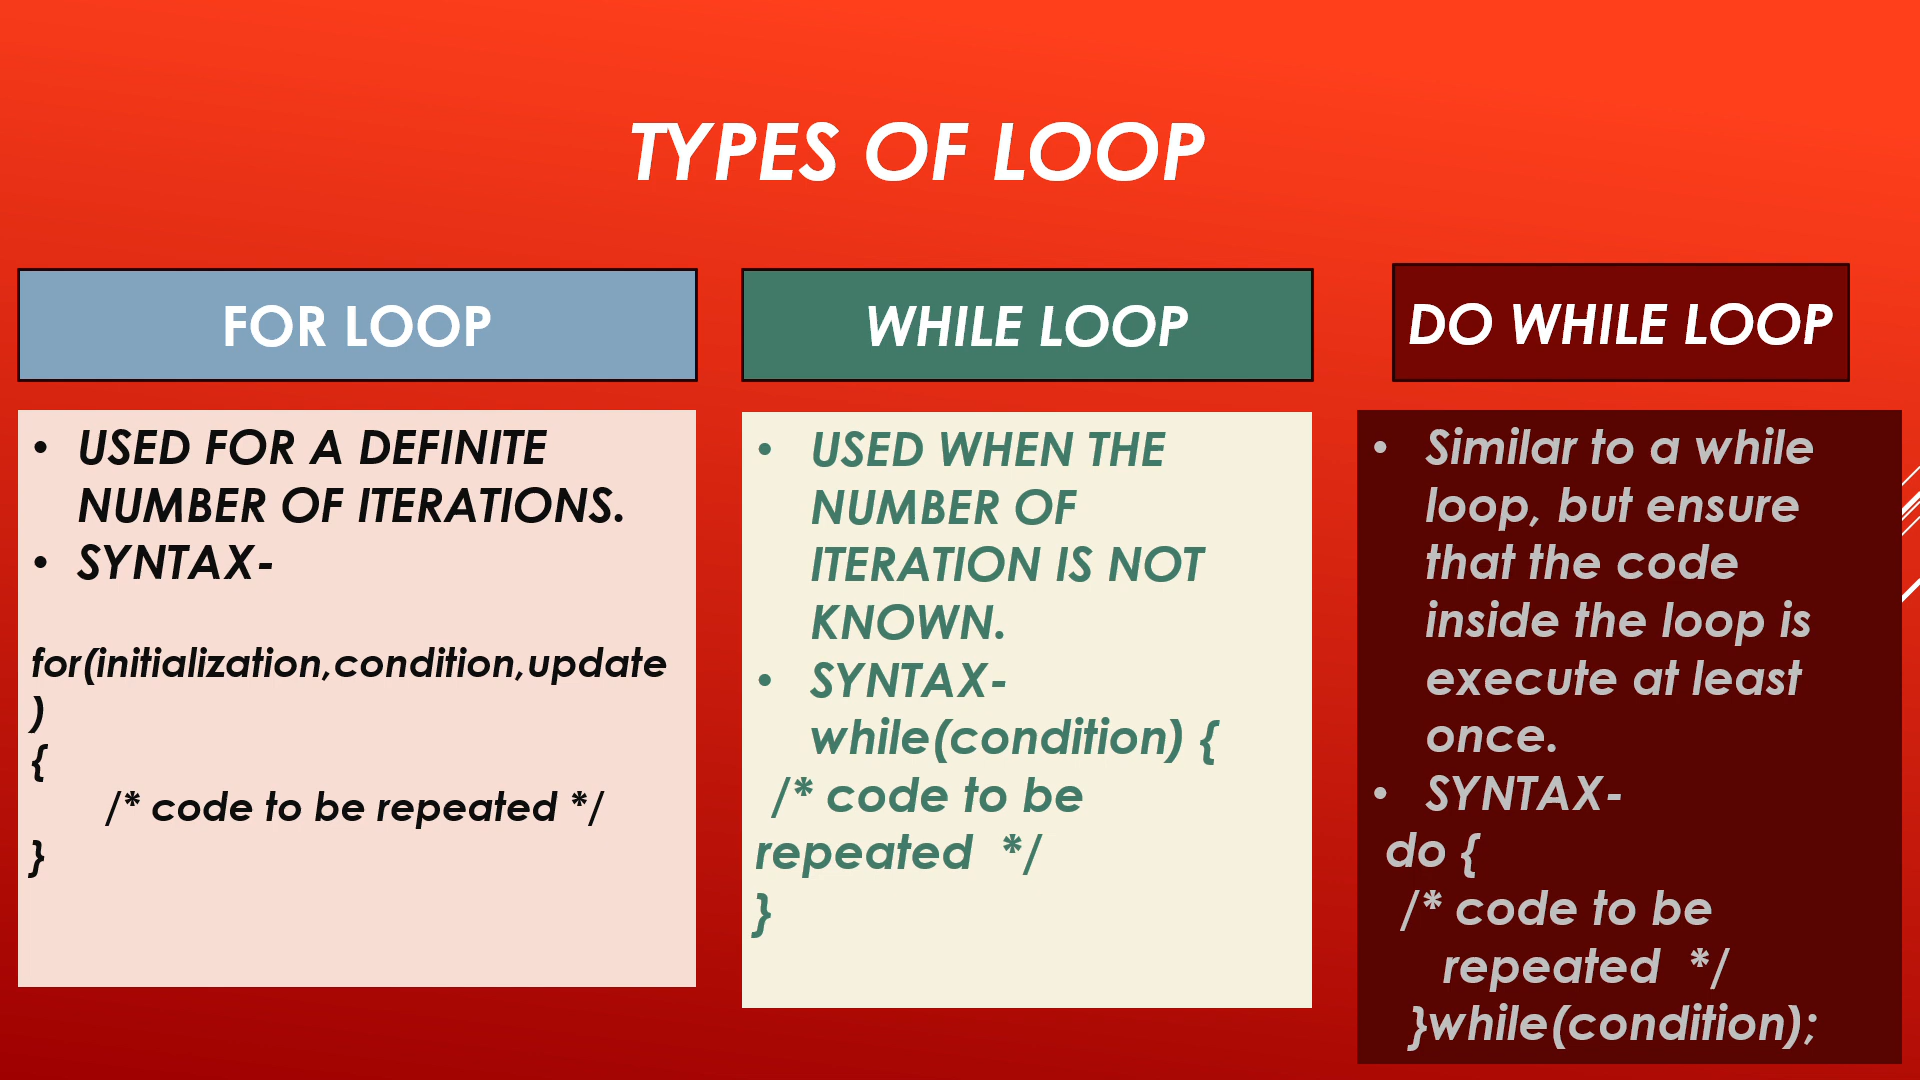 TYPES OF LOOP
FOR LOOP
• USED FOR A DEFINITE
NUMBER OF ITERATIONS.
• SYNTAX-
for(initialization,condition,update
)
{
/* code to be repeated */
}
WHILE LOOP
• USED WHEN THE
NUMBER OF
ITERATION IS NOT
KNOWN.
• SYNTAX-
while(condition) {
/* code to be
repeated */
}
DO WHILE LOOP
• Similar to a while
loop, but ensure
that the code
inside the loop is
execute at least
once.
• SYNTAX-
do {
/* code to be
repeated */
}while(condition);